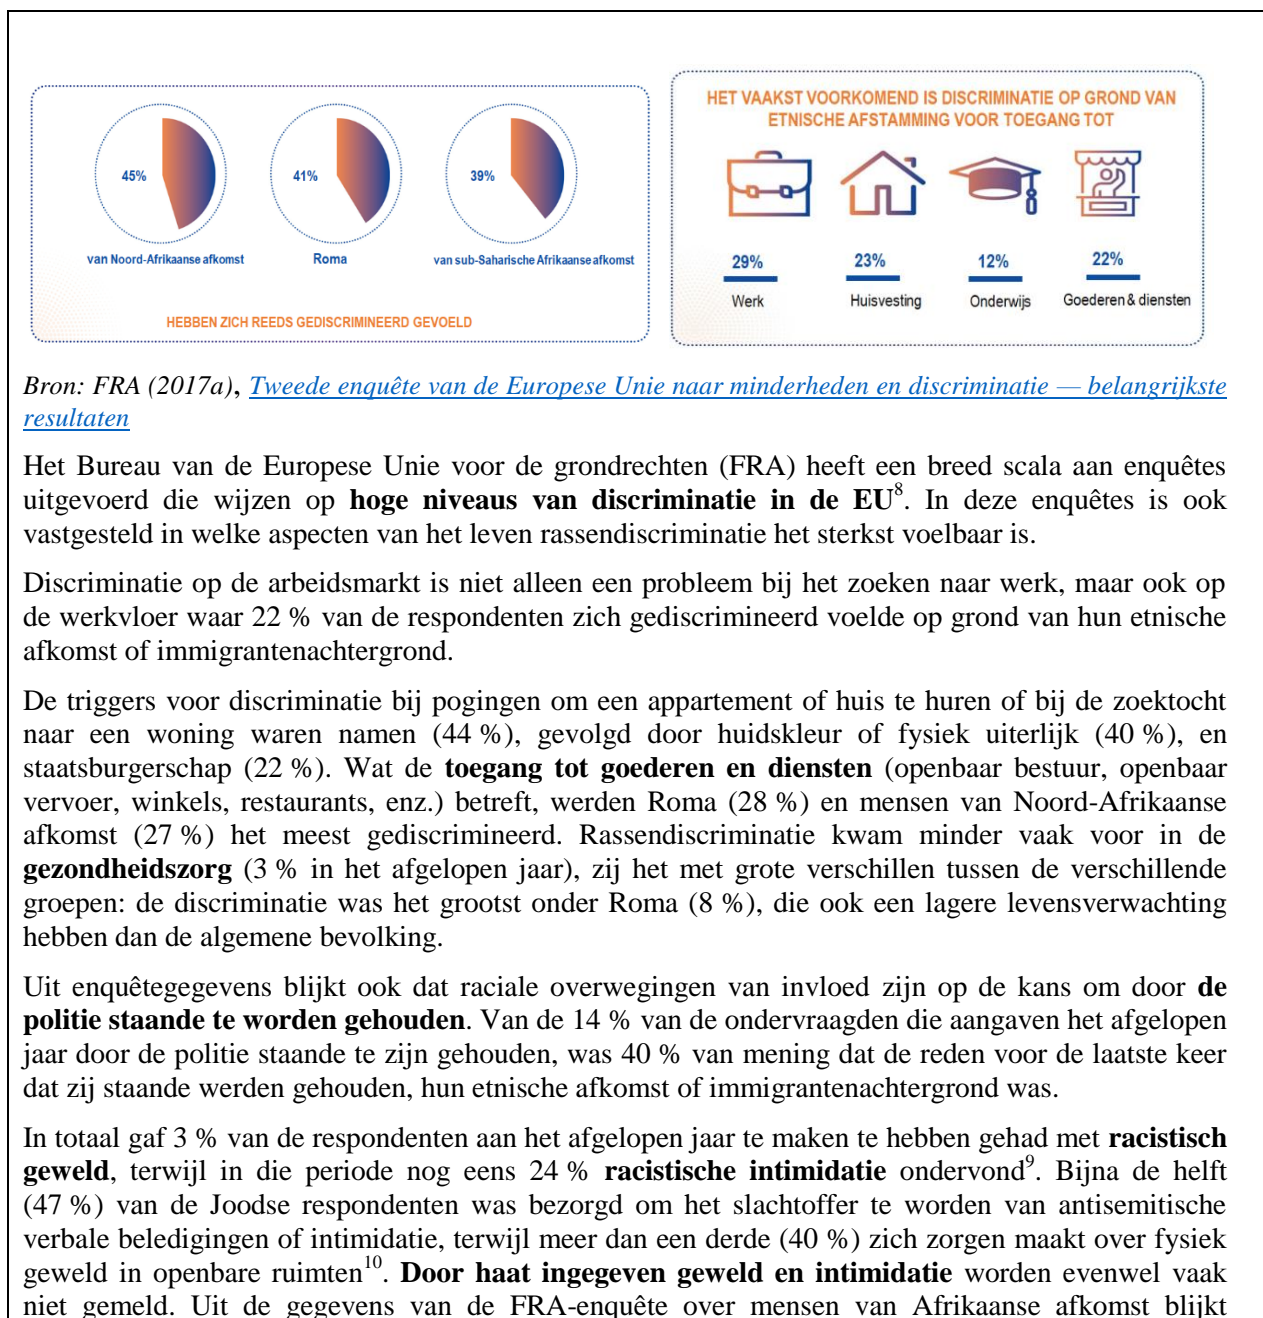 45%
41%
39%
van Noord-Afrikaanse afkomst
Roma
van sub-Saharische Afrikaanse afkomst
HEBBEN ZICH REEDS GEDISCRIMINEERD GEVOELD
HET VAAKST VOORKOMEND IS DISCRIMINATIE OP GROND VAN
ETNISCHE AFSTAMMING VOOR TOEGANG TOT
29%
23%
12%
22%
Werk
Huisvesting
Onderwijs
Goederen & diensten
Bron: FRA (2017a), Tweede enquête van de Europese Unie naar minderheden en discriminatie — belangrijkste
resultaten
Het Bureau van de Europese Unie voor de grondrechten (FRA) heeft een breed scala aan enquêtes
uitgevoerd die wijzen op hoge niveaus van discriminatie in de EU8. In deze enquêtes is ook
vastgesteld in welke aspecten van het leven rassendiscriminatie het sterkst voelbaar is.
Discriminatie op de arbeidsmarkt is niet alleen een probleem bij het zoeken naar werk, maar ook op
de werkvloer waar 22 % van de respondenten zich gediscrimineerd voelde op grond van hun etnische
afkomst of immigrantenachtergrond.
De triggers voor discriminatie bij pogingen om een appartement of huis te huren of bij de zoektocht
naar een woning waren namen (44 %), gevolgd door huidskleur of fysiek uiterlijk (40 %), en
staatsburgerschap (22 %). Wat de toegang tot goederen en diensten (openbaar bestuur, openbaar
vervoer, winkels, restaurants, enz.) betreft, werden Roma (28 %) en mensen van Noord-Afrikaanse
afkomst (27 %) het meest gediscrimineerd. Rassendiscriminatie kwam minder vaak voor in de
gezondheidszorg (3 % in het afgelopen jaar), zij het met grote verschillen tussen de verschillende
groepen: de discriminatie was het grootst onder Roma (8 %), die ook een lagere levensverwachting
hebben dan de algemene bevolking.
Uit enquêtegegevens blijkt ook dat raciale overwegingen van invloed zijn op de kans om door de
politie staande te worden gehouden. Van de 14 % van de ondervraagden die aangaven het afgelopen
jaar door de politie staande te zijn gehouden, was 40 % van mening dat de reden voor de laatste keer
dat zij staande werden gehouden, hun etnische afkomst of immigrantenachtergrond was.
In totaal gaf 3 % van de respondenten aan het afgelopen jaar te maken te hebben gehad met racistisch
geweld, terwijl in die periode nog eens 24 % racistische intimidatie ondervond9. Bijna de helft
(47 %) van de Joodse respondenten was bezorgd om het slachtoffer te worden van antisemitische
verbale beledigingen of intimidatie, terwijl meer dan een derde (40 %) zich zorgen maakt over fysiek
geweld in openbare ruimten10. Door haat ingegeven geweld en intimidatie worden evenwel vaak
niet gemeld. Uit de gegevens van de FRA-enquête over mensen van Afrikaanse afkomst blijkt